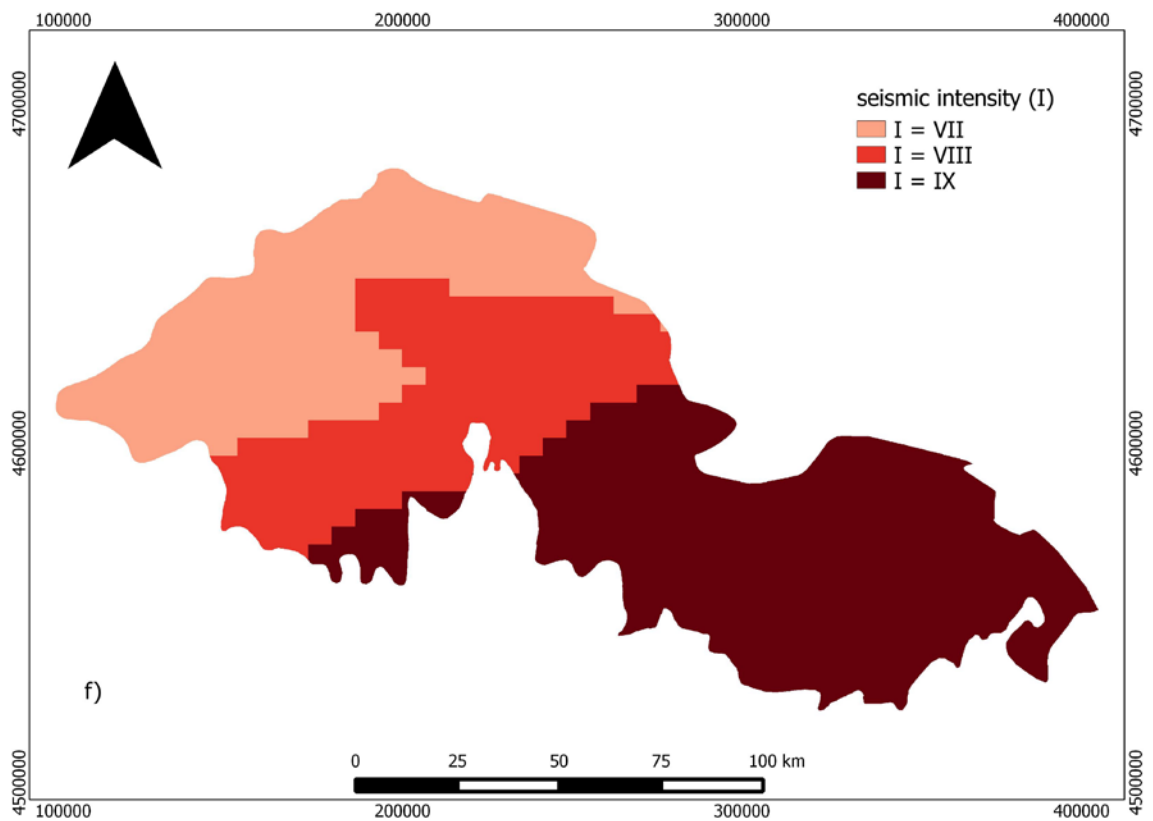 100000 200000 300000 400000
4700000 4700000
seismic intensity (I)
I = VII
I = VIII
I = IX
4600000 4600000
f)
0 25 50 75 100 km
4500000 4500000
100000 200000 300000 400000